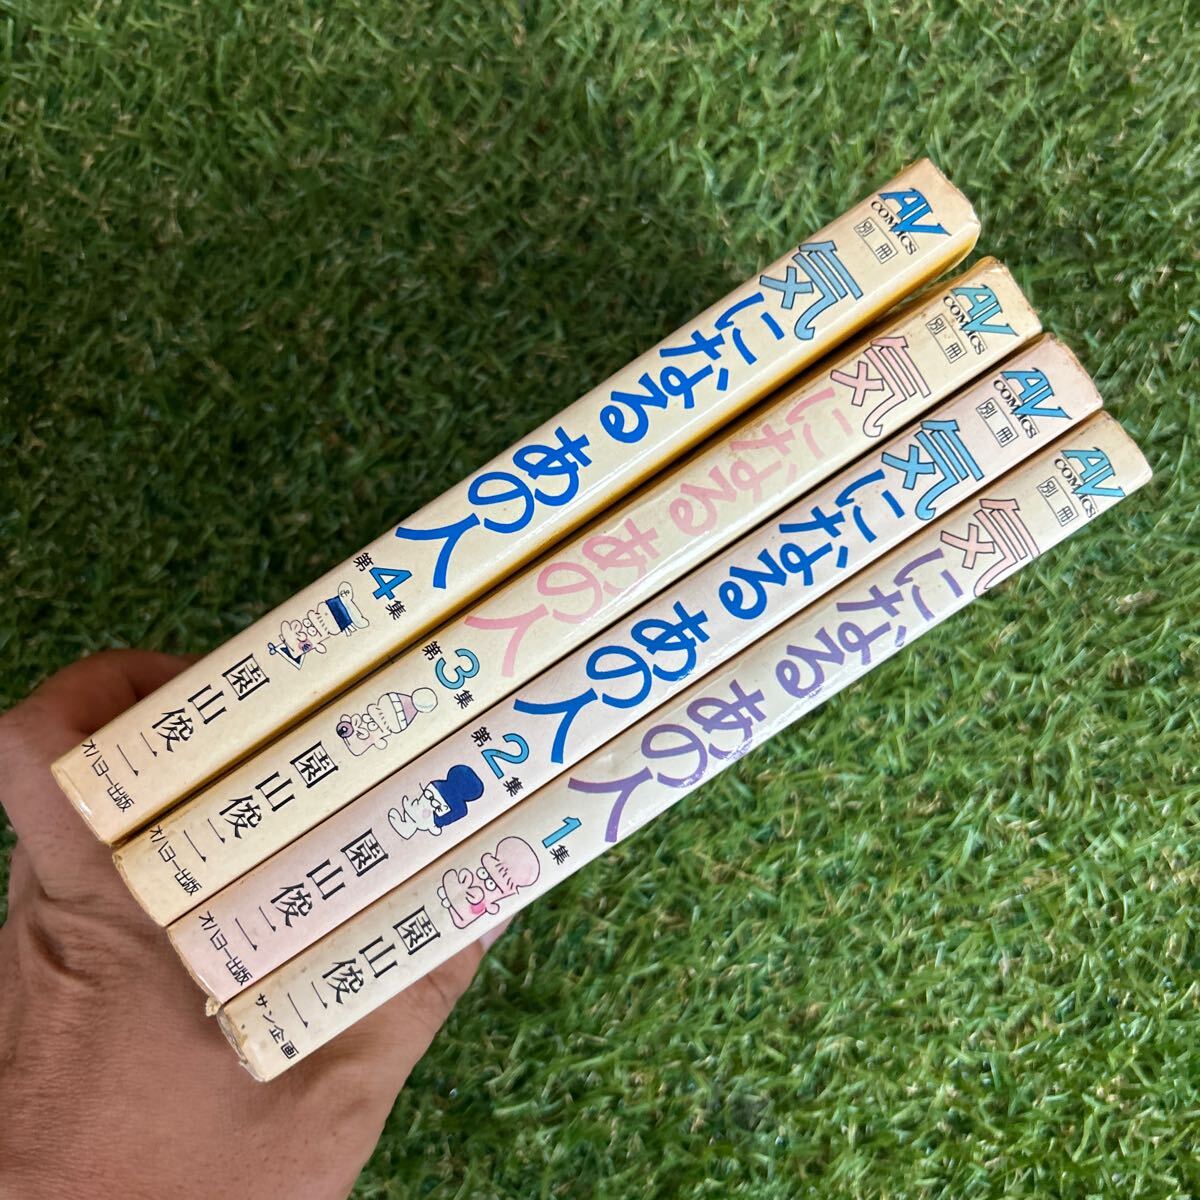 AV
COMICS
別冊
気になるあの人
第4集
園山俊二
オハヨー出版
AV
COMICS
別冊
気になるあの人
第3集
園山俊二
オハヨー出版
AV
COMICS
別冊
気になるあの人
第2集
園山俊二
オハヨー出版
AV
COMICS
別冊
気になるあの人
1集
園山俊二
サン企画